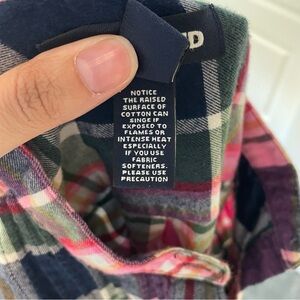 NOTICE
THE RAISED
SURFACE OF
COTTON CAN
SINGE IF
EXPOSED TO
FLAMES OR
INTENSE HEAT
ESPECIALLY
IF YOU USE
FABRIC
SOFTENERS.
PLEASE USE
PRECAUTION